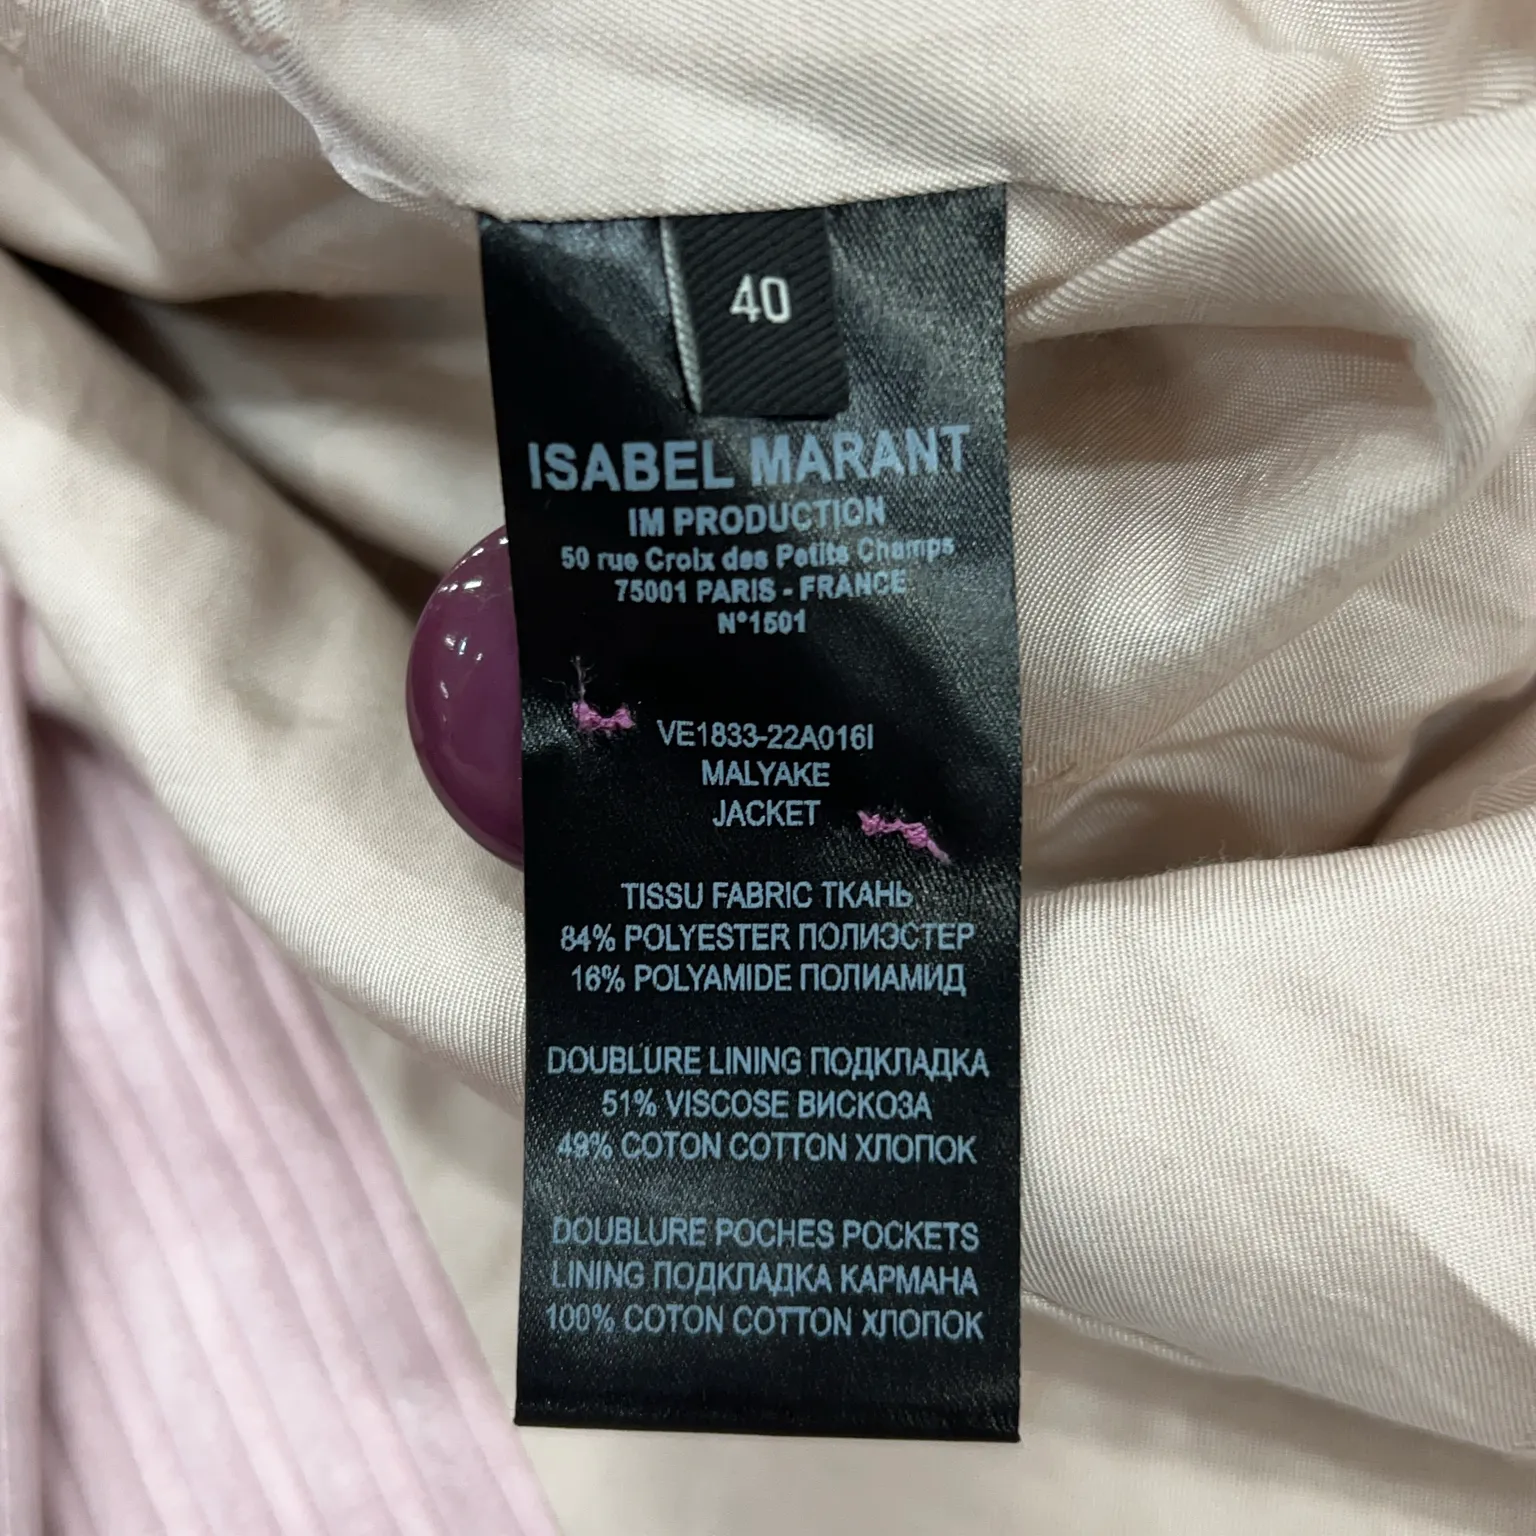 40
ISABEL MARANT
IM PRODUCTION
50 rue Croix des Petits Champs
75001 PARIS - FRANCE
N°1501
VE1833-22A016I
MALYAKE
JACKET
TISSU FABRIC ТКАНЬ
84% POLYESTER ПОЛИЭСТЕР
16% POLYAMIDE ПОЛИАМИД
DOUBLURE LINING ПОДКЛАДКА
51% VISCOSE ВИСКОЗА
49% COTON COTTON ХЛОПОК
DOUBLURE POCHES POCKETS
LINING ПОДКЛАДКА КАРМАНА
100% COTON COTTON ХЛОПОК